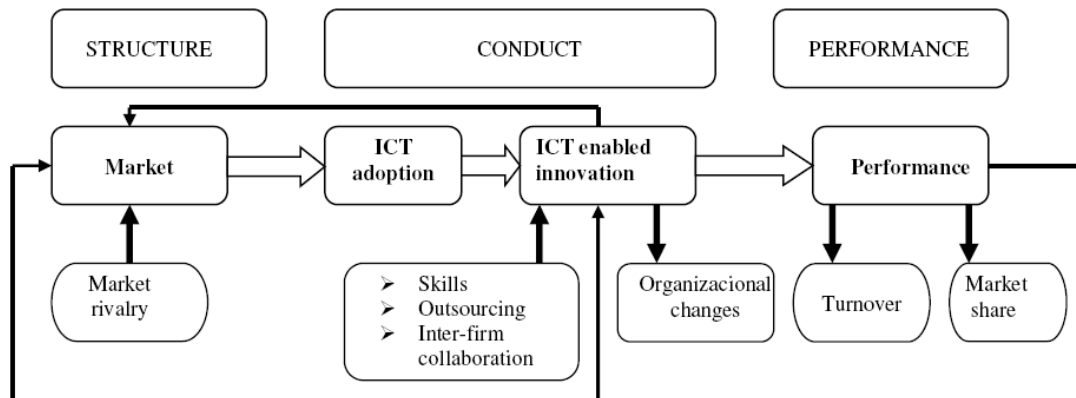 STRUCTURE
CONDUCT
PERFORMANCE
Market
ICT
adoption
ICT enabled
innovation
Performance
Market
rivalry
➢ Skills
➢ Outsourcing
➢ Inter-firm
collaboration
Organizacional
changes
Turnover
Market
share